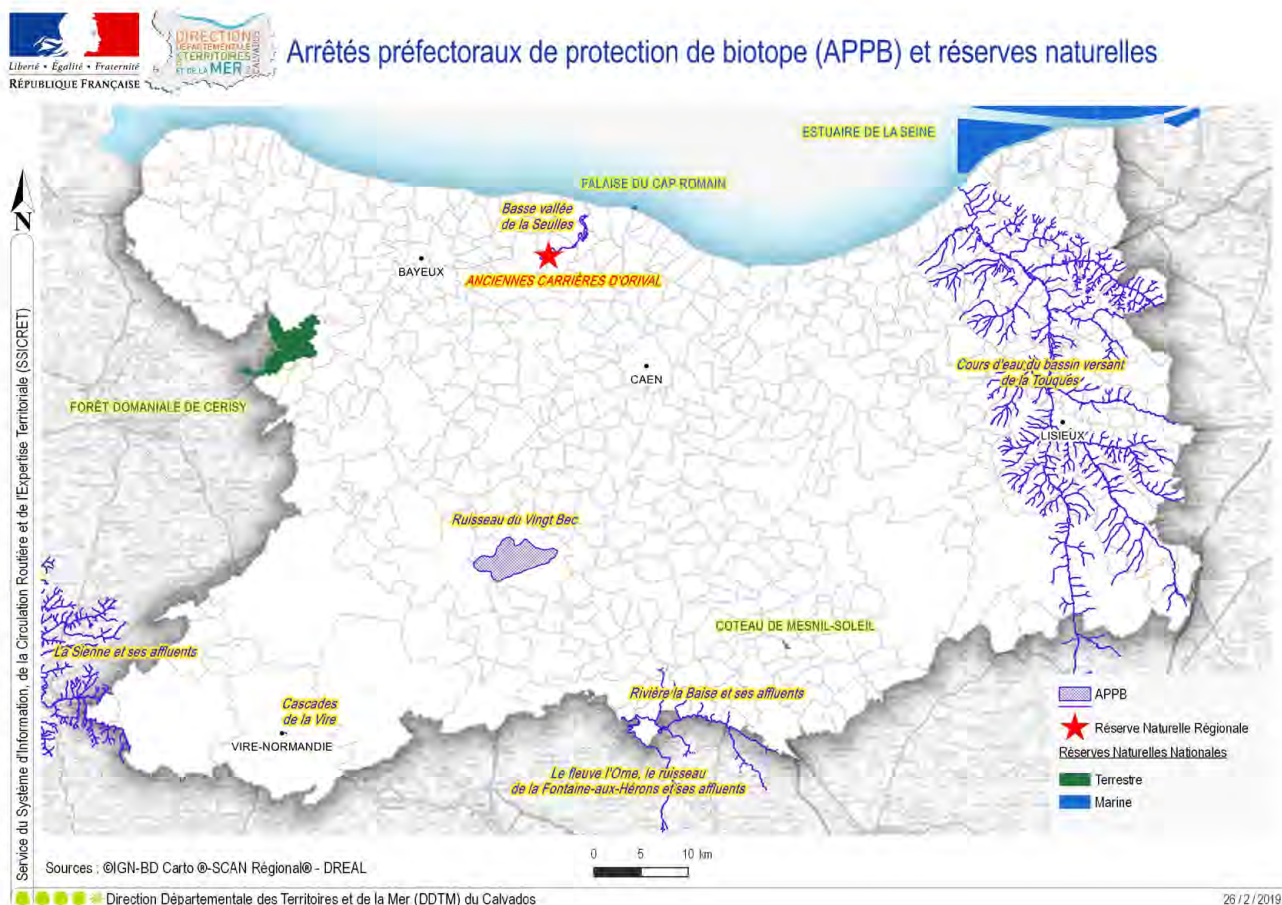 Liberté • Égalité • Fraternité
RÉPUBLIQUE FRANÇAISE
DIRECTION
DÉPARTEMENTALE
DES TERRITOIRES
ET DE LA MER
CALVADOS
Arrêtés préfectoraux de protection de biotope (APPB) et réserves naturelles
ESTUAIRE DE LA SEINE
FALAISE DU CAP ROMAIN
Basse vallée
de la Seulles
BAYEUX
ANCIENNES CARRIÈRES D'ORIVAL
N
CAEN
Cours d'eau du bassin versant
de la Touques
FORÊT DOMANIALE DE CERISY
LISIEUX
Ruisseau du Vingt Bec
COTEAU DE MESNIL-SOLEIL
La Sienne et ses affluents
Rivière la Baise et ses affluents
Cascades
de la Vire
VIRE-NORMANDIE
Le fleuve l'Orne, le ruisseau
de la Fontaine-aux-Hérons et ses affluents
APPB
Réserve Naturelle Régionale
Réserves Naturelles Nationales
Terrestre
Marine
Service du Système d'Information, de la Circulation Routière et de l'Expertise Territoriale (SSICRET)
Sources : ©IGN-BD Carto ®-SCAN Régional® - DREAL
0 5 10 km
Direction Départementale des Territoires et de la Mer (DDTM) du Calvados
26 / 2 / 2019